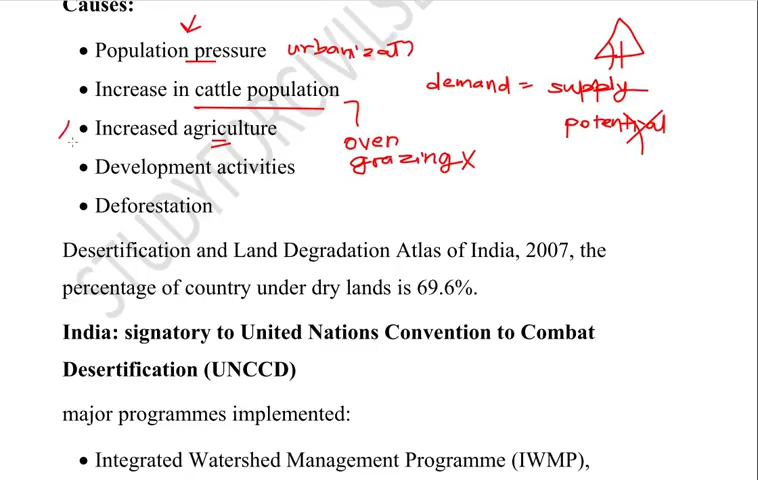 Causes:
• Population pressure urbanizatn
• Increase in cattle population demand = supply
• Increased agriculture potential
over
• Development activities grazing X
• Deforestation
Desertification and Land Degradation Atlas of India, 2007, the
percentage of country under dry lands is 69.6%.
India: signatory to United Nations Convention to Combat
Desertification (UNCCD)
major programmes implemented:
• Integrated Watershed Management Programme (IWMP),
STUDYFORCIVILSE